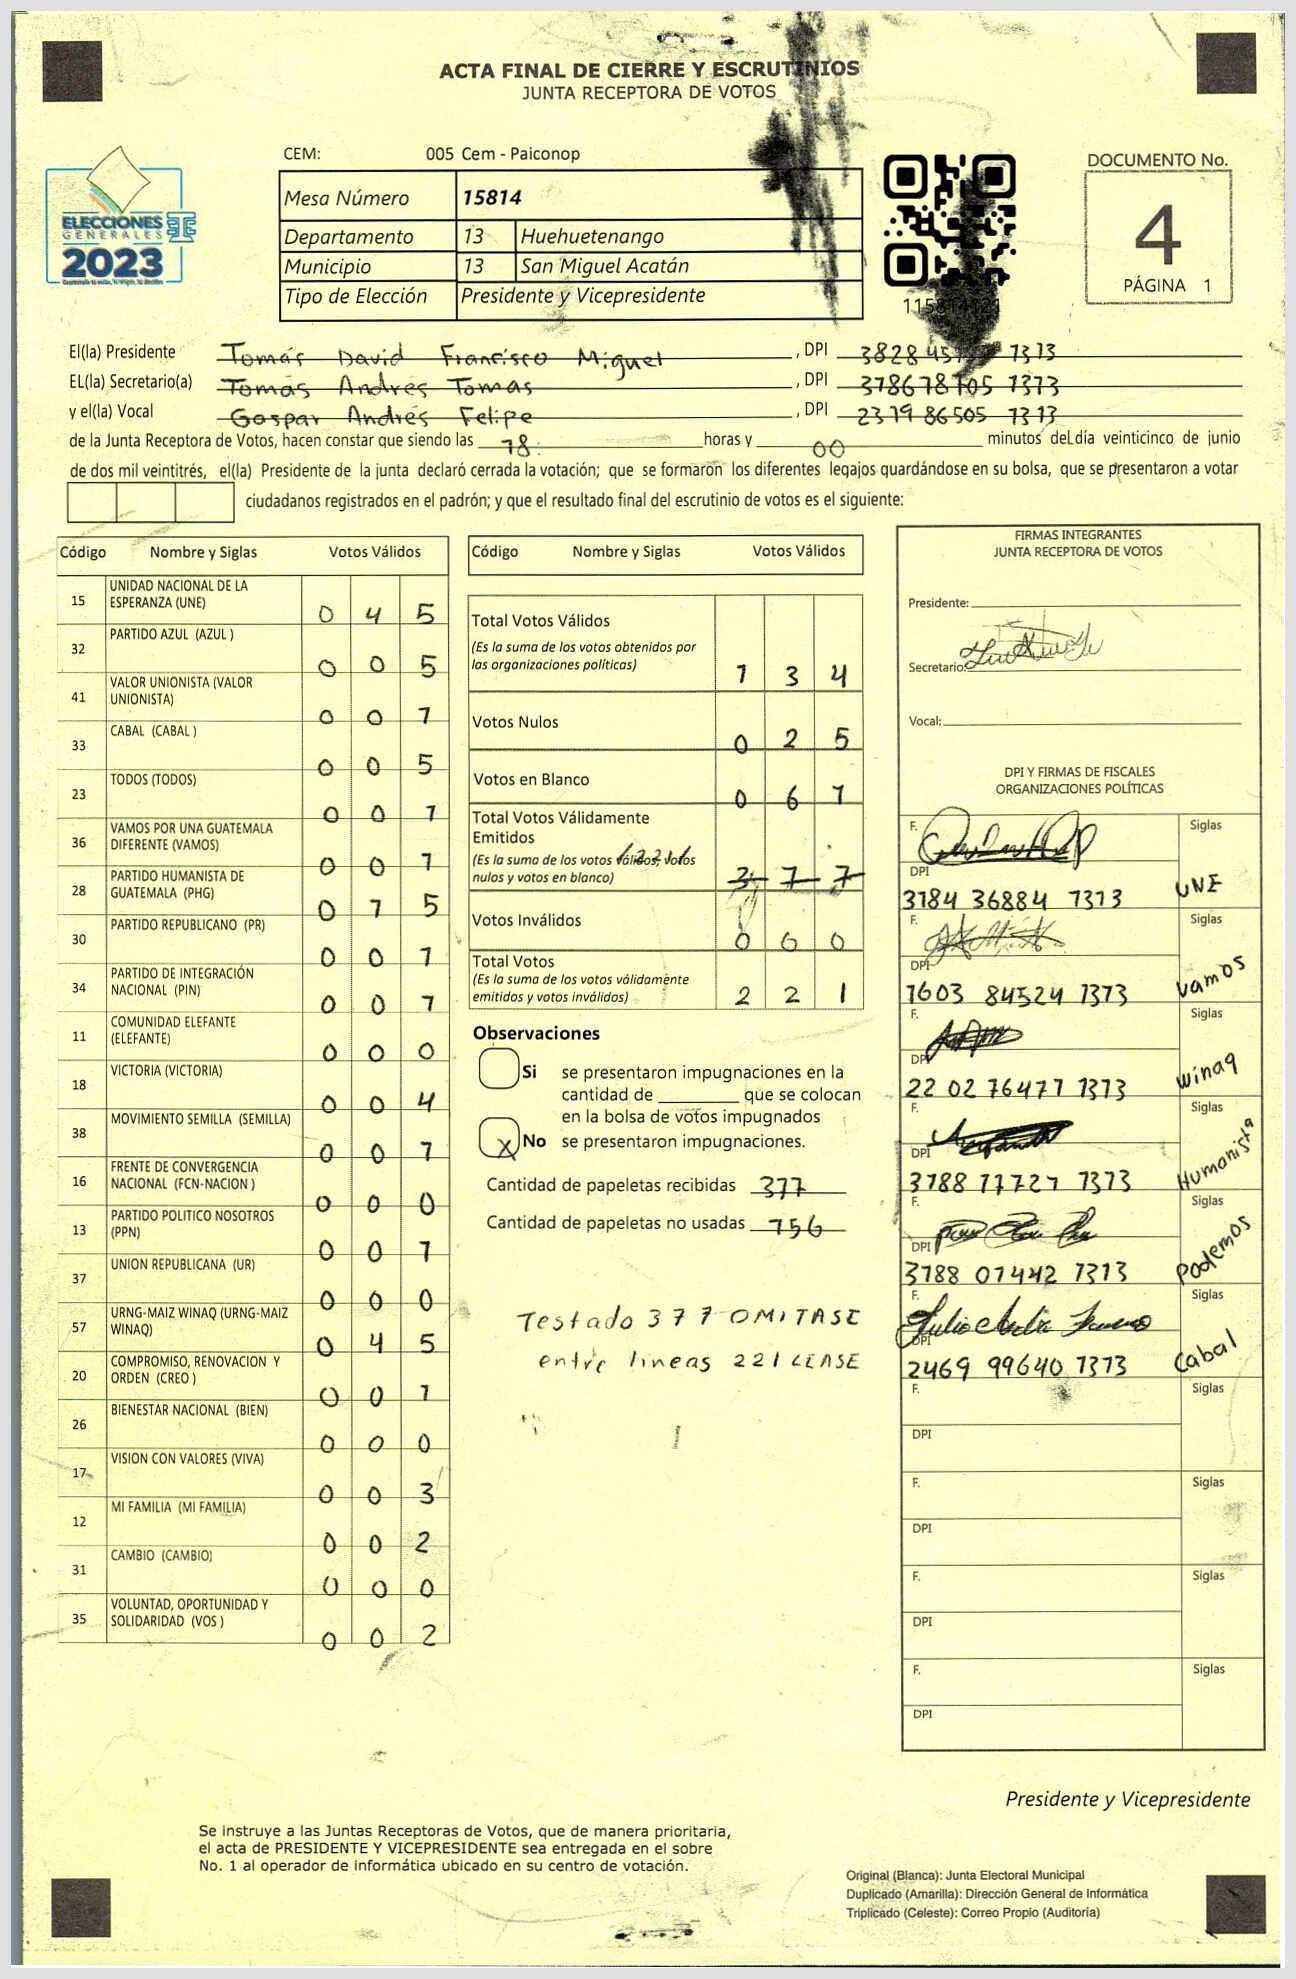 ACTA FINAL DE CIERRE Y ESCRUTINIOS
JUNTA RECEPTORA DE VOTOS
CEM: 005 Cem - Paiconop
ELECCIONES
GENERALES
2023
Mesa Número 15814
Departamento 13 Huehuetenango
Municipio 13 San Miguel Acatán
Tipo de Elección Presidente y Vicepresidente
DOCUMENTO No.
4
PÁGINA 1
El(la) Presidente Tomás David Francisco Miguel, DPI 3828 1313
EL(la) Secretario(a) Tomás Andrés Tomas, DPI 378678105 1313
y el(la) Vocal Gaspar Andrés Felipe, DPI 2319 86505 1313
de la Junta Receptora de Votos, hacen constar que siendo las 18: horas y 00 minutos del día veinticinco de junio
de dos mil veintitrés, el(la) Presidente de la junta declaró cerrada la votación; que se formaron los diferentes legajos guardándose en su bolsa, que se presentaron a votar
ciudadanos registrados en el padrón; y que el resultado final del escrutinio de votos es el siguiente:
Código Nombre y Siglas Votos Válidos
15 UNIDAD NACIONAL DE LA ESPERANZA (UNE) 0 4 5
32 PARTIDO AZUL (AZUL ) 0 0 5
41 VALOR UNIONISTA (VALOR UNIONISTA) 0 0 1
33 CABAL (CABAL ) 0 0 5
23 TODOS (TODOS) 0 0 1
36 VAMOS POR UNA GUATEMALA DIFERENTE (VAMOS) 0 0 1
28 PARTIDO HUMANISTA DE GUATEMALA (PHG) 0 1 5
30 PARTIDO REPUBLICANO (PR) 0 0 1
34 PARTIDO DE INTEGRACIÓN NACIONAL (PIN) 0 0 1
11 COMUNIDAD ELEFANTE (ELEFANTE) 0 0 0
18 VICTORIA (VICTORIA) 0 0 4
38 MOVIMIENTO SEMILLA (SEMILLA) 0 0 1
16 FRENTE DE CONVERGENCIA NACIONAL (FCN-NACION ) 0 0 0
13 PARTIDO POLITICO NOSOTROS (PPN) 0 0 1
37 UNION REPUBLICANA (UR) 0 0 0
57 URNG-MAIZ WINAQ (URNG-MAIZ WINAQ) 0 4 5
20 COMPROMISO, RENOVACION Y ORDEN (CREO ) 0 0 1
26 BIENESTAR NACIONAL (BIEN) 0 0 0
17 VISION CON VALORES (VIVA) 0 0 3
12 MI FAMILIA (MI FAMILIA) 0 0 2
31 CAMBIO (CAMBIO) 0 0 0
35 VOLUNTAD, OPORTUNIDAD Y SOLIDARIDAD (VOS ) 0 0 2
Código Nombre y Siglas Votos Válidos
Total Votos Válidos 1 3 4
(Es la suma de los votos obtenidos por
las organizaciones políticas)
Votos Nulos 0 2 5
Votos en Blanco 0 6 1
Total Votos Válidamente
Emitidos
(Es la suma de los votos válidos, votos
nulos y votos en blanco) 3 7 7
Votos Inválidos 0 0 0
Total Votos
(Es la suma de los votos válidamente
emitidos y votos inválidos) 2 2 1
Observaciones
Si se presentaron impugnaciones en la
cantidad de ________ que se colocan
en la bolsa de votos impugnados
X No se presentaron impugnaciones.
Cantidad de papeletas recibidas 377
Cantidad de papeletas no usadas 156
Testado 377 OMITASE
entre lineas 221 LEASE
FIRMAS INTEGRANTES
JUNTA RECEPTORA DE VOTOS
Presidente:
Secretario:
Vocal:
DPI Y FIRMAS DE FISCALES
ORGANIZACIONES POLÍTICAS
F. Siglas
DPI
3184 36884 1313 UNE
F. Siglas
DPI
1603 84524 1313 Vamos
F. Siglas
DPI
22 02 76477 1313 winaq
F. Siglas
DPI
3188 11727 1313 Humanista
F. Siglas
DPI
3188 01442 1313 Podemos
F. Siglas
DPI
2469 99640 1313 Cabal
F. Siglas
DPI
F. Siglas
DPI
F. Siglas
DPI
F. Siglas
DPI
Presidente y Vicepresidente
Se instruye a las Juntas Receptoras de Votos, que de manera prioritaria,
el acta de PRESIDENTE Y VICEPRESIDENTE sea entregada en el sobre
No. 1 al operador de informática ubicado en su centro de votación.
Original (Blanca): Junta Electoral Municipal
Duplicado (Amarilla): Dirección General de Informática
Triplicado (Celeste): Correo Propio (Auditoría)